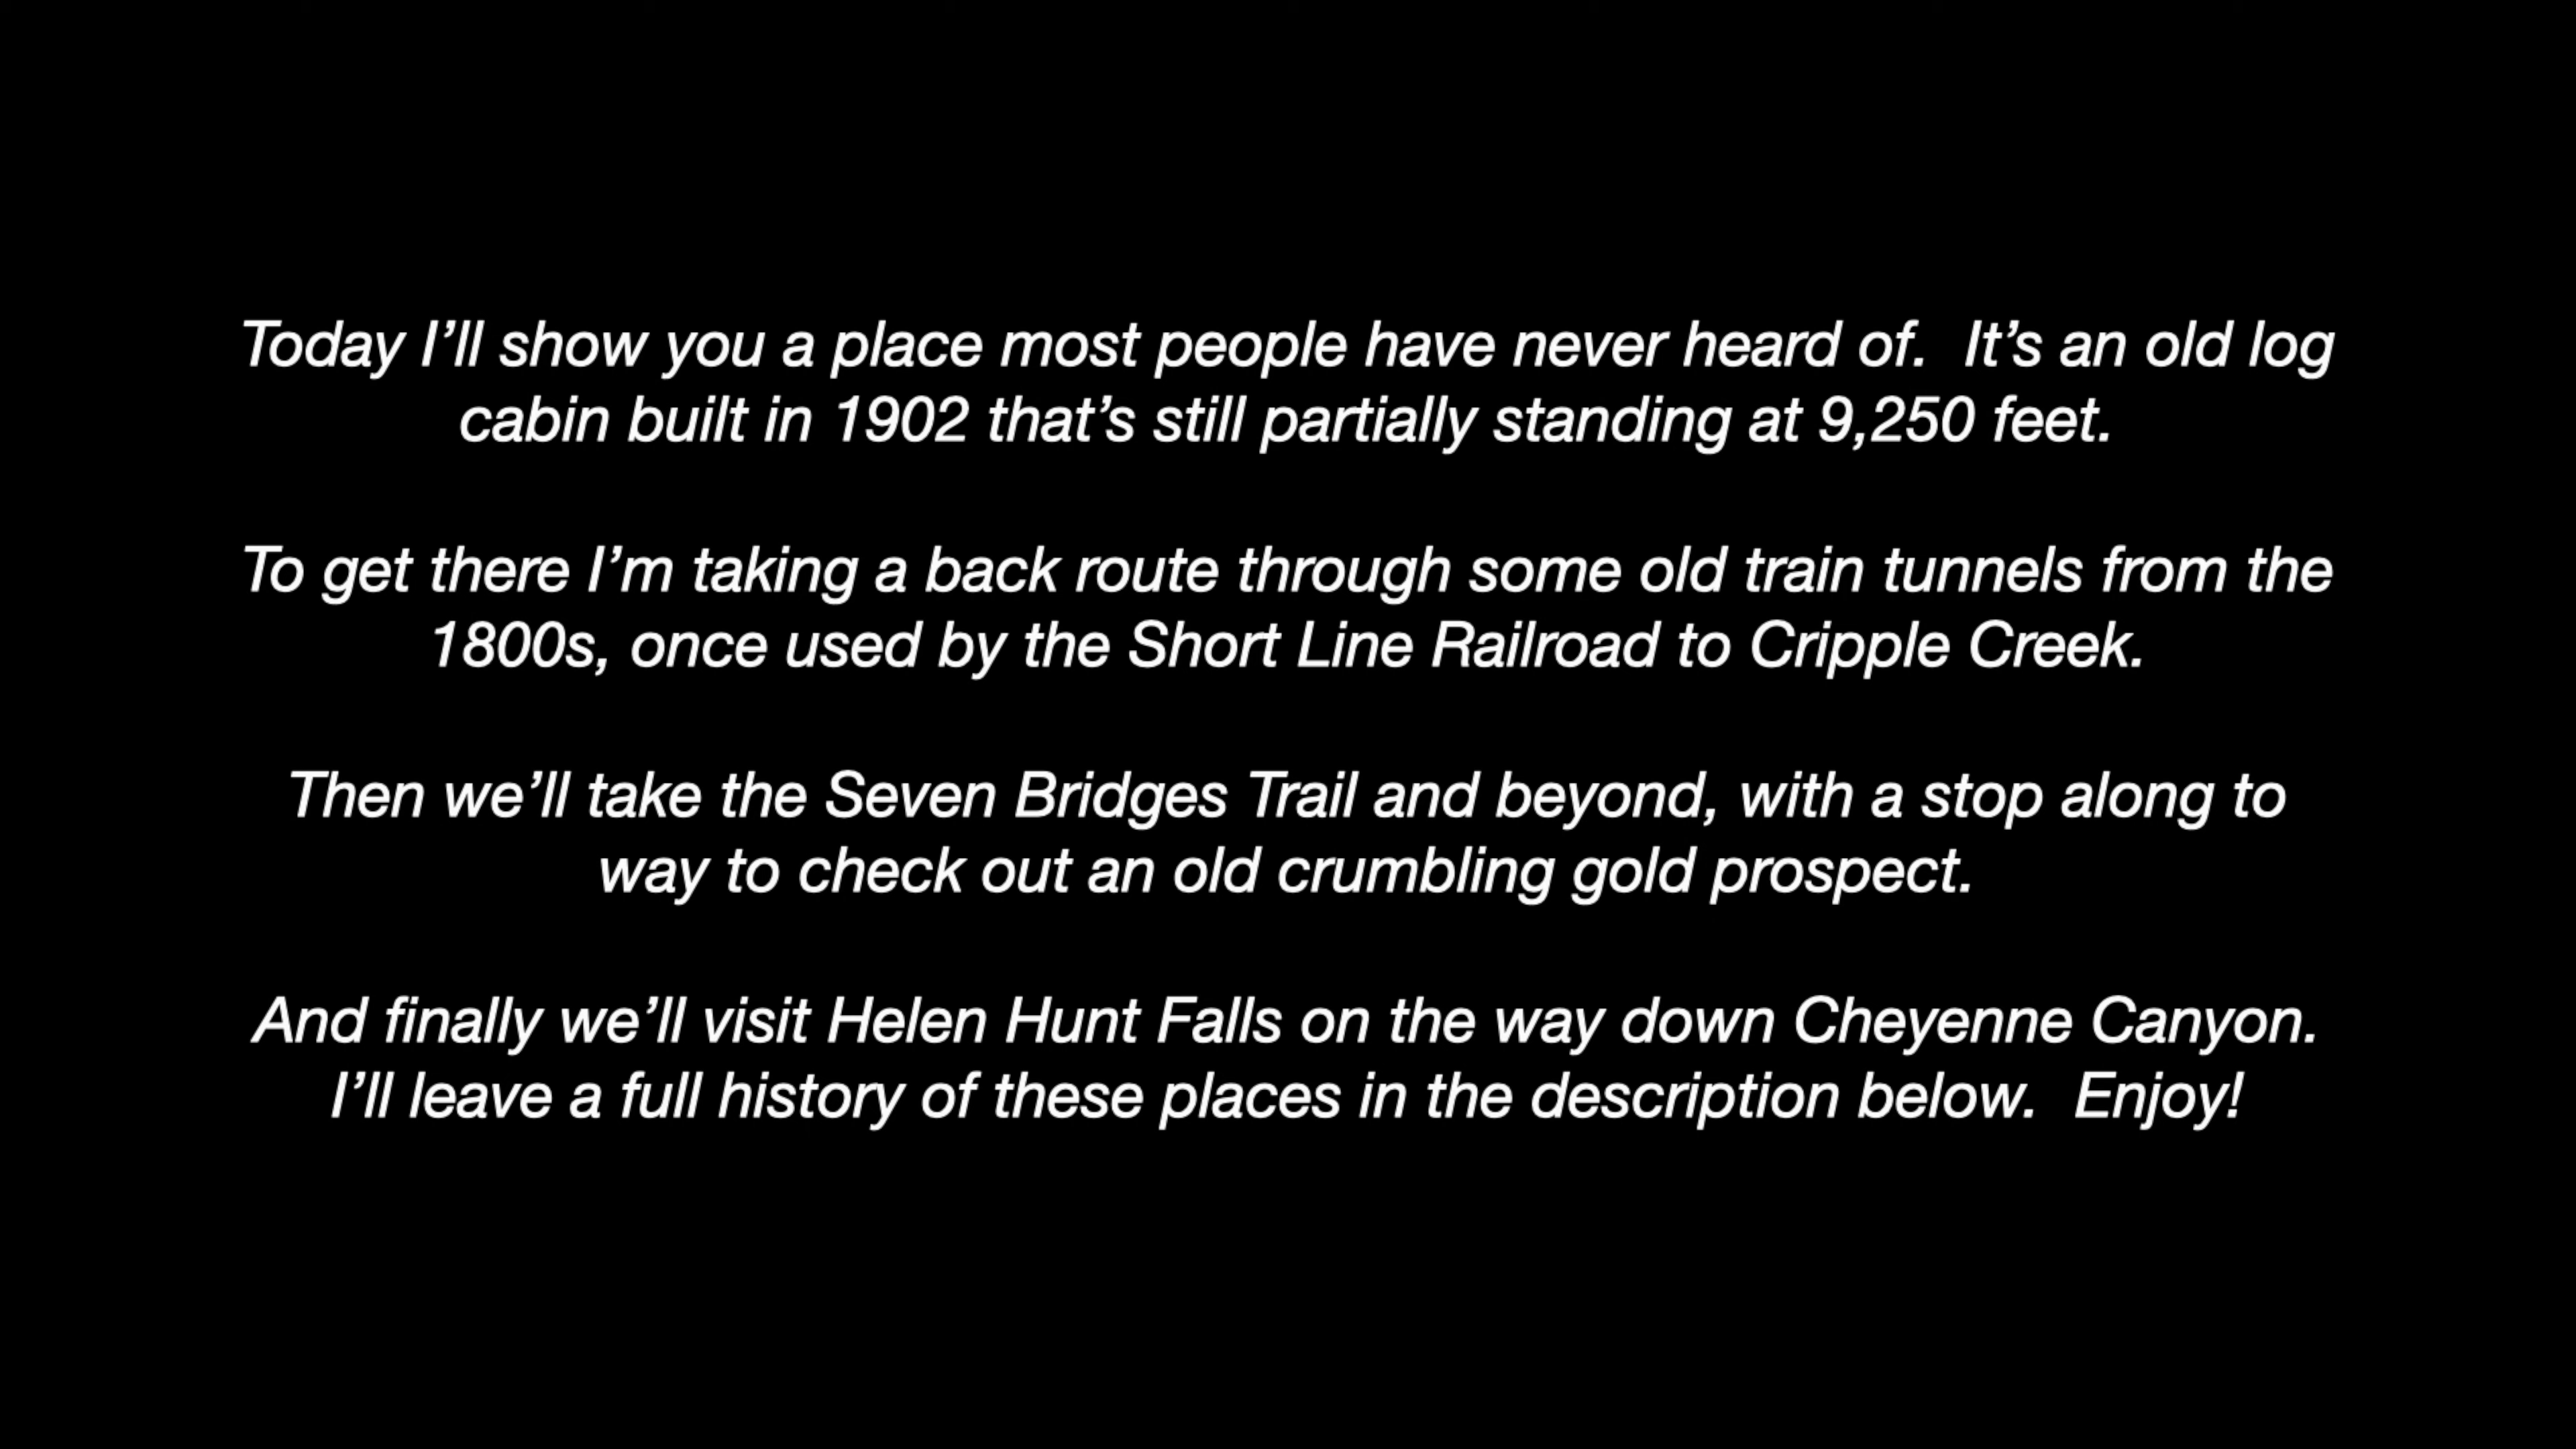 Today I’ll show you a place most people have never heard of.  It’s an old log
cabin built in 1902 that’s still partially standing at 9,250 feet.
To get there I’m taking a back route through some old train tunnels from the
1800s, once used by the Short Line Railroad to Cripple Creek.
Then we’ll take the Seven Bridges Trail and beyond, with a stop along to
way to check out an old crumbling gold prospect.
And finally we’ll visit Helen Hunt Falls on the way down Cheyenne Canyon.
I’ll leave a full history of these places in the description below.  Enjoy!